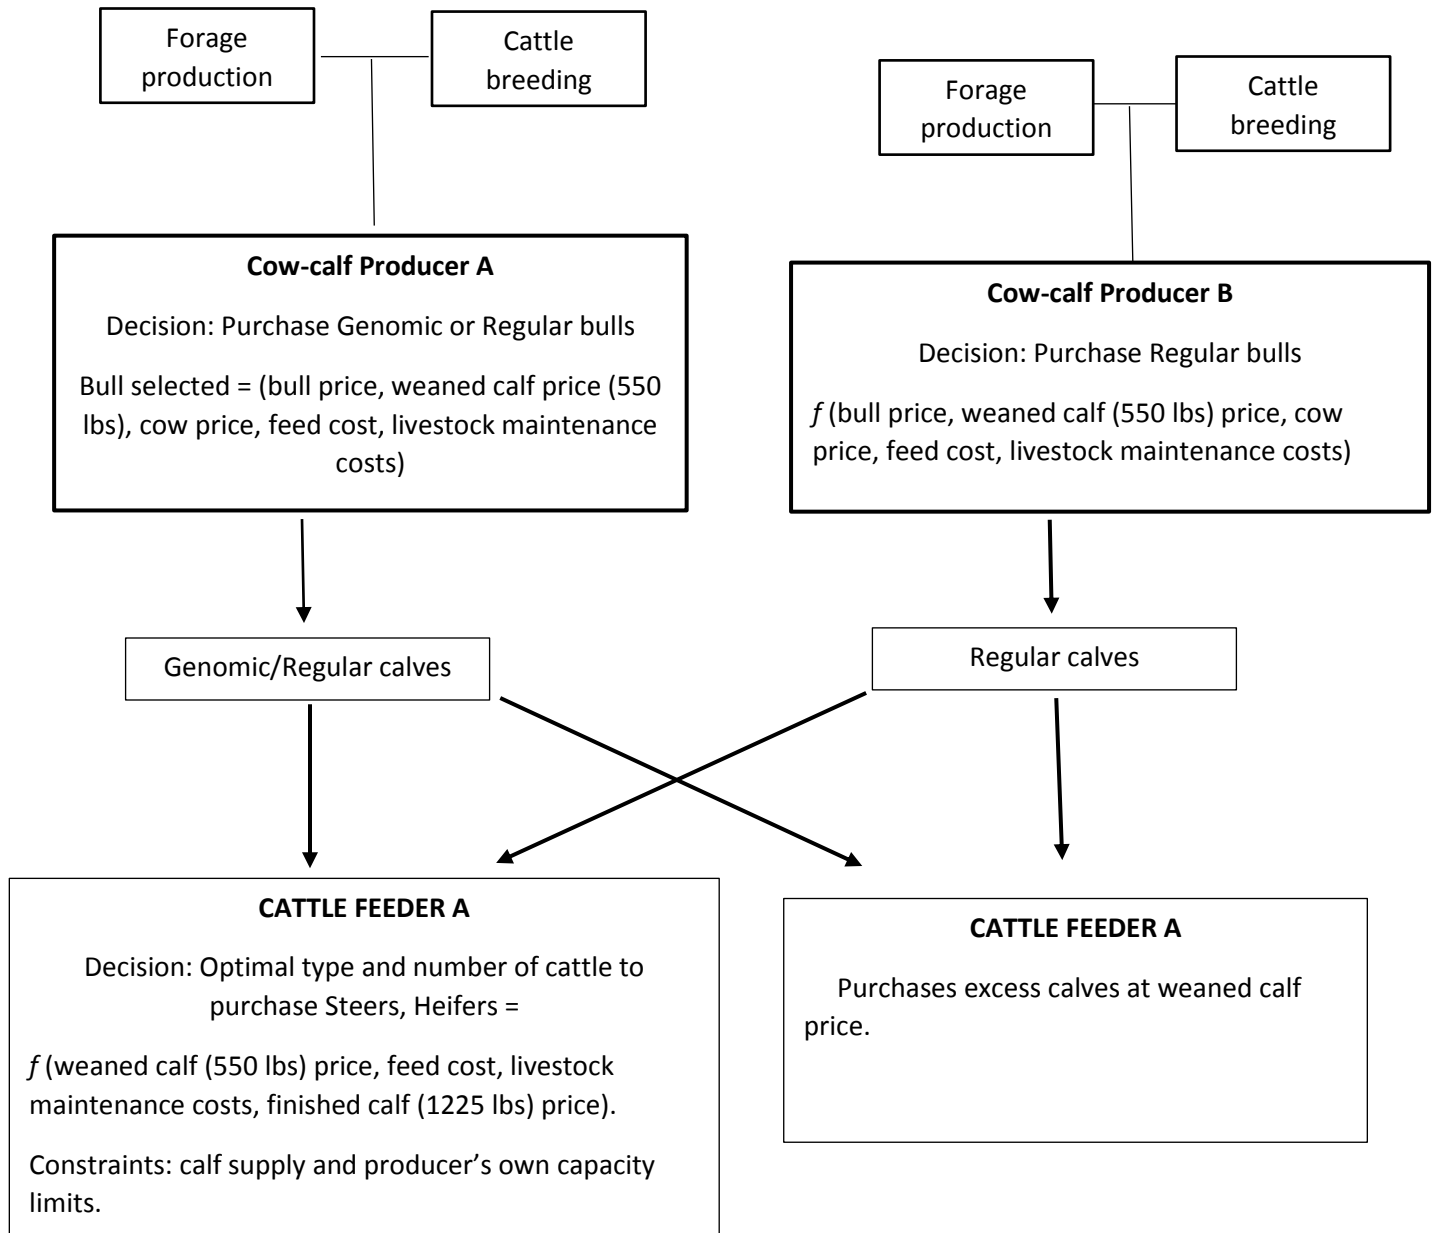 Forage
production
Cattle
breeding
Forage
production
Cattle
breeding
Cow-calf Producer A
Decision: Purchase Genomic or Regular bulls
Bull selected = (bull price, weaned calf price (550
lbs), cow price, feed cost, livestock maintenance
costs)
Cow-calf Producer B
Decision: Purchase Regular bulls
f (bull price, weaned calf (550 lbs) price, cow
price, feed cost, livestock maintenance costs)
Genomic/Regular calves
Regular calves
CATTLE FEEDER A
Decision: Optimal type and number of cattle to
purchase Steers, Heifers =
f (weaned calf (550 lbs) price, feed cost, livestock
maintenance costs, finished calf (1225 lbs) price).
Constraints: calf supply and producer’s own capacity
limits.
CATTLE FEEDER A
Purchases excess calves at weaned calf
price.